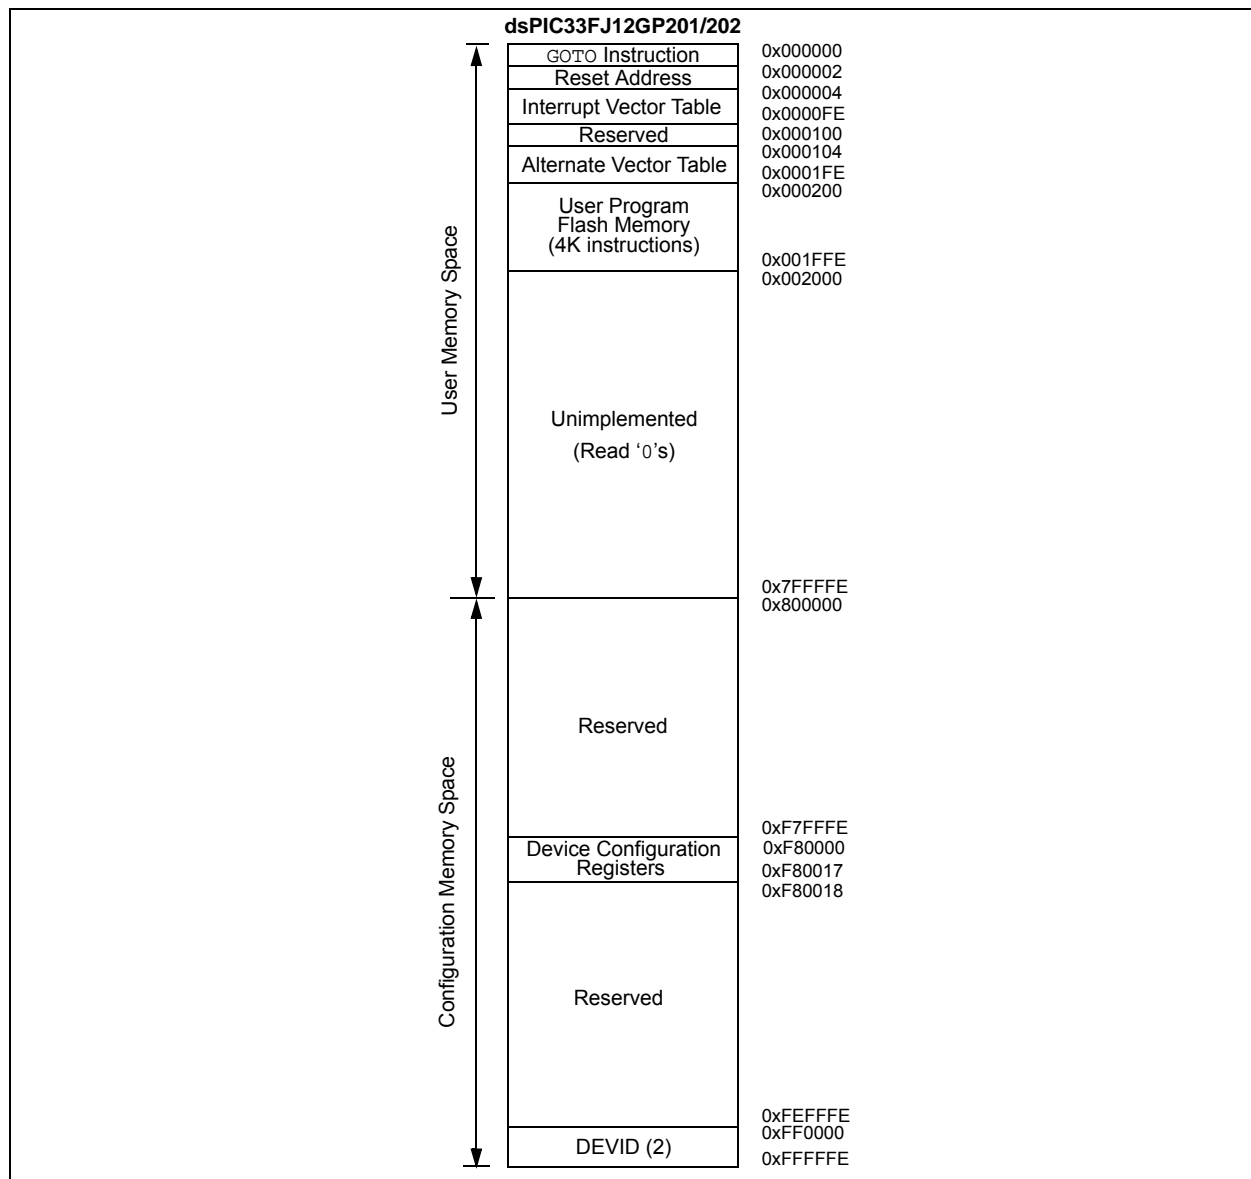 dsPIC33FJ12GP201/202
GOTO Instruction
0x000000
Reset Address
0x000002
0x000004
Interrupt Vector Table
0x0000FE
Reserved
0x000100
0x000104
Alternate Vector Table
0x0001FE
0x000200
User Program
Flash Memory
(4K instructions)
0x001FFE
0x002000
User Memory Space
Unimplemented
(Read ‘0’s)
0x7FFFFE
0x800000
Reserved
Configuration Memory Space
0xF7FFFE
Device Configuration
Registers
0xF80000
0xF80017
0xF80018
Reserved
0xFEFFFE
0xFF0000
DEVID (2)
0xFFFFFE